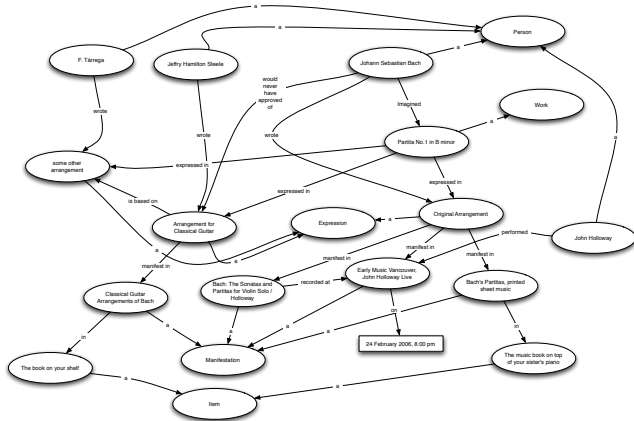 a
Person
a
F. Tárrega
Jeffry Hamilton Steele
Johann Sebastian Bach
a
would
never
have
approved
of
Imagined
Work
wrote
wrote
wrote
Partita No.1 in B minor
a
a
some other
arrangement
expressed in
expressed in
expressed in
is based on
Arrangement for
Classical Guitar
Expression
a
Original Arrangement
performed
John Holloway
a
a
manifest in
manifest in
manifest in
manifest in
Classical Guitar
Arrangements of Bach
Bach: The Sonatas and
Partitas for Violin Solo /
Holloway
recorded at
Early Music Vancouver,
John Holloway Live
Bach's Partitas, printed
sheet music
on
in
a
a
a
a
in
24 February 2006, 8:00 pm
The book on your shelf
Manifestation
The music book on top
of your sister's piano
a
a
Item